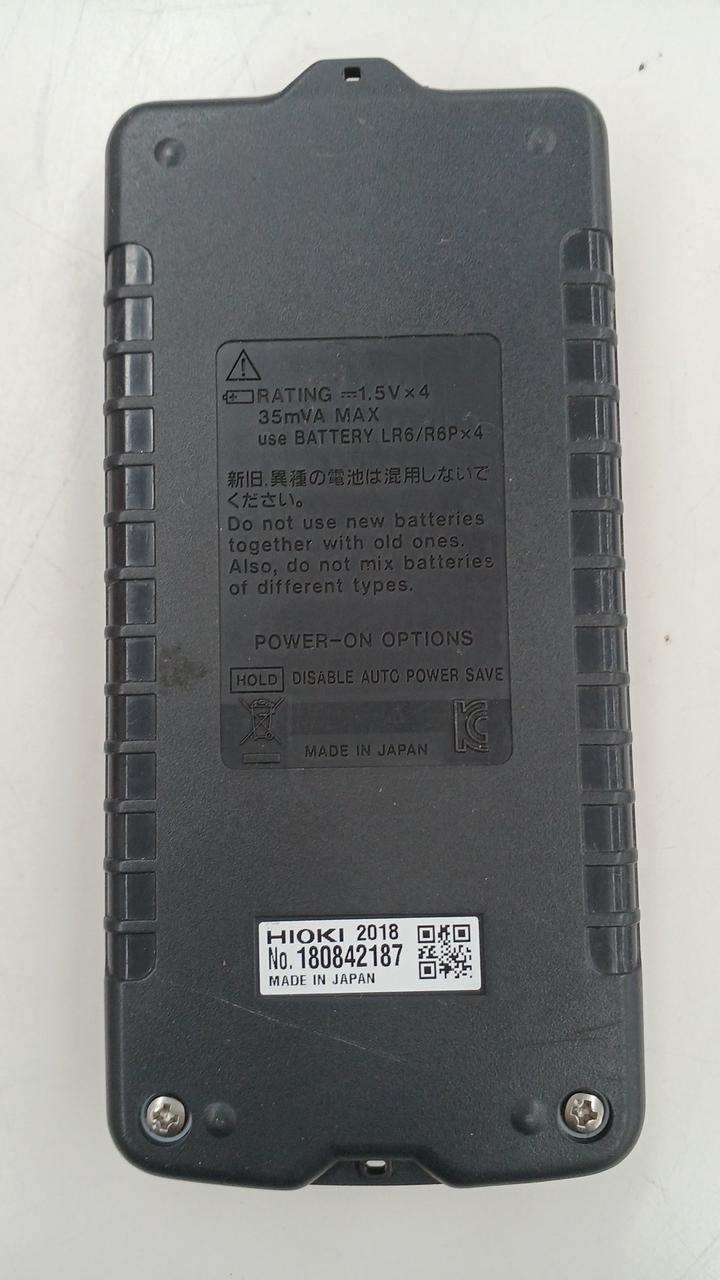 RATING ⎓1.5V×4
35mVA MAX
use BATTERY LR6/R6P×4
新旧.異種の電池は混用しないで
ください。
Do not use new batteries
together with old ones.
Also, do not mix batteries
of different types.
POWER-ON OPTIONS
HOLD DISABLE AUTO POWER SAVE
MADE IN JAPAN
HIOKI 2018
No. 180842187
MADE IN JAPAN